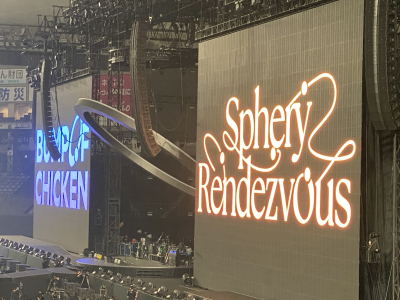 防災
BUMP OF
CHICKEN
Sphery
Rendezvous